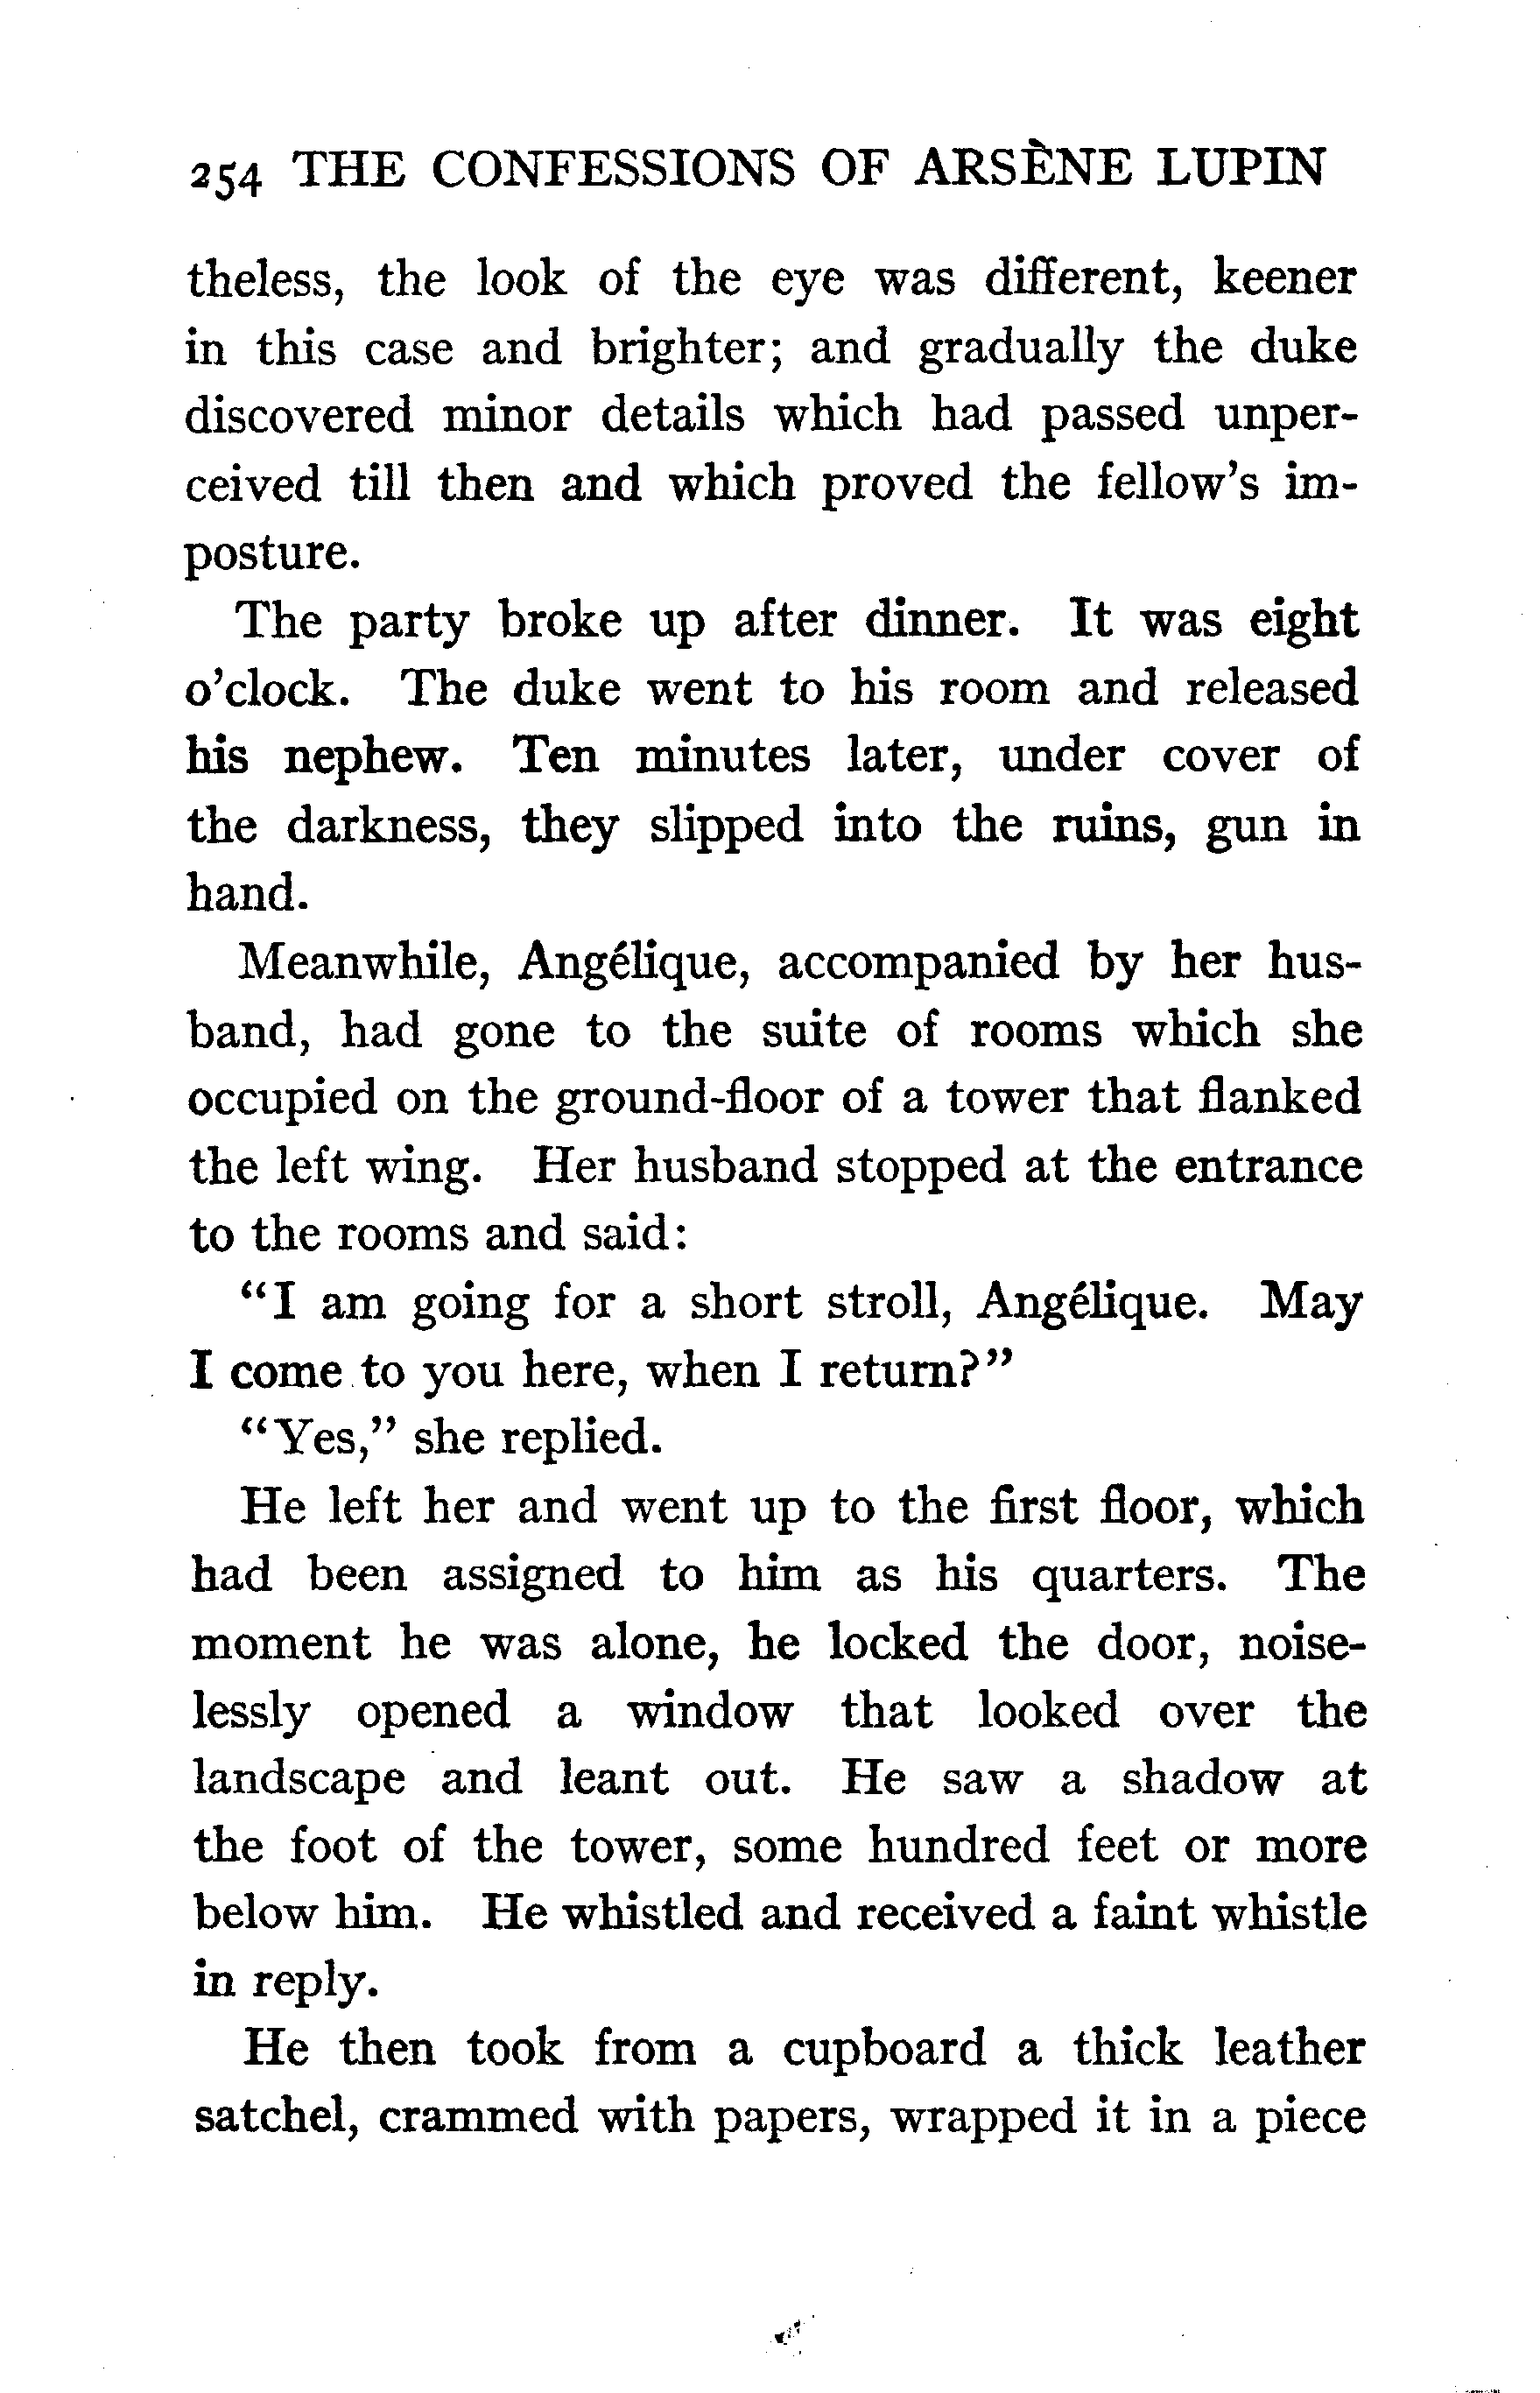 254 THE CONFESSIONS OF ARSÈNE LUPIN
theless, the look of the eye was different, keener
in this case and brighter; and gradually the duke
discovered minor details which had passed unper-
ceived till then and which proved the fellow's im-
posture.
The party broke up after dinner. It was eight
o'clock. The duke went to his room and released
his nephew. Ten minutes later, under cover of
the darkness, they slipped into the ruins, gun in
hand.
Meanwhile, Angélique, accompanied by her hus-
band, had gone to the suite of rooms which she
occupied on the ground-floor of a tower that flanked
the left wing. Her husband stopped at the entrance
to the rooms and said:
"I am going for a short stroll, Angélique. May
I come to you here, when I return?"
"Yes," she replied.
He left her and went up to the first floor, which
had been assigned to him as his quarters. The
moment he was alone, he locked the door, noise-
lessly opened a window that looked over the
landscape and leant out. He saw a shadow at
the foot of the tower, some hundred feet or more
below him. He whistled and received a faint whistle
in reply.
He then took from a cupboard a thick leather
satchel, crammed with papers, wrapped it in a piece